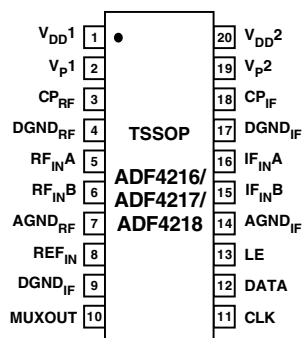 VDD1 1 20 VDD2
VP1 2 19 VP2
CPRF 3 18 CPIF
DGNDRF 4 TSSOP 17 DGNDIF
RFINA 5 ADF4216/ 16 IFINA
RFINB 6 ADF4217/ 15 IFINB
AGNDRF 7 ADF4218 14 AGNDIF
REFIN 8 13 LE
DGNDIF 9 12 DATA
MUXOUT 10 11 CLK